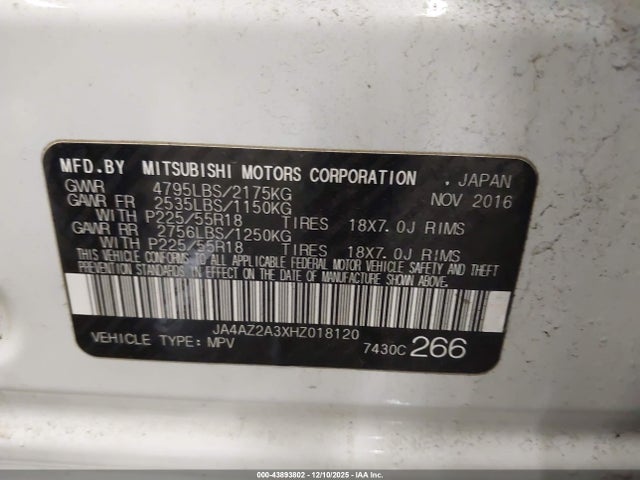 MFD.BY MITSUBISHI MOTORS CORPORATION . JAPAN
GVWR 4795LBS/2175KG NOV 2016
GAWR FR 2535LBS/1150KG
WITH P225/55R18 TIRES 18X7.0J RIMS
GAWR RR 2756LBS/1250KG
WITH P225/55R18 TIRES 18X7.0J RIMS
THIS VEHICLE CONFORMS TO ALL APPLICABLE FEDERAL MOTOR VEHICLE SAFETY AND THEFT
PREVENTION STANDARDS IN EFFECT ON THE DATE OF MANUFACTURE SHOWN ABOVE.
JA4AZ2A3XHZ018120
VEHICLE TYPE: MPV 7430C 266
000-43893802 - 12/10/2025 - IAA Inc.